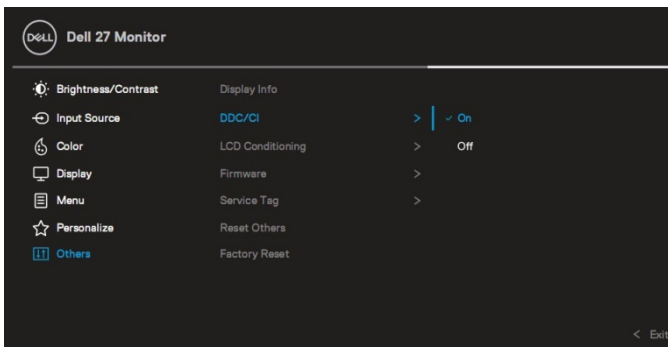 DELL Dell 27 Monitor
Brightness/Contrast Display Info
Input Source DDC/CI > ✓ On
Color LCD Conditioning > Off
Display Firmware >
Menu Service Tag >
Personalize Reset Others
Others Factory Reset
< Exit